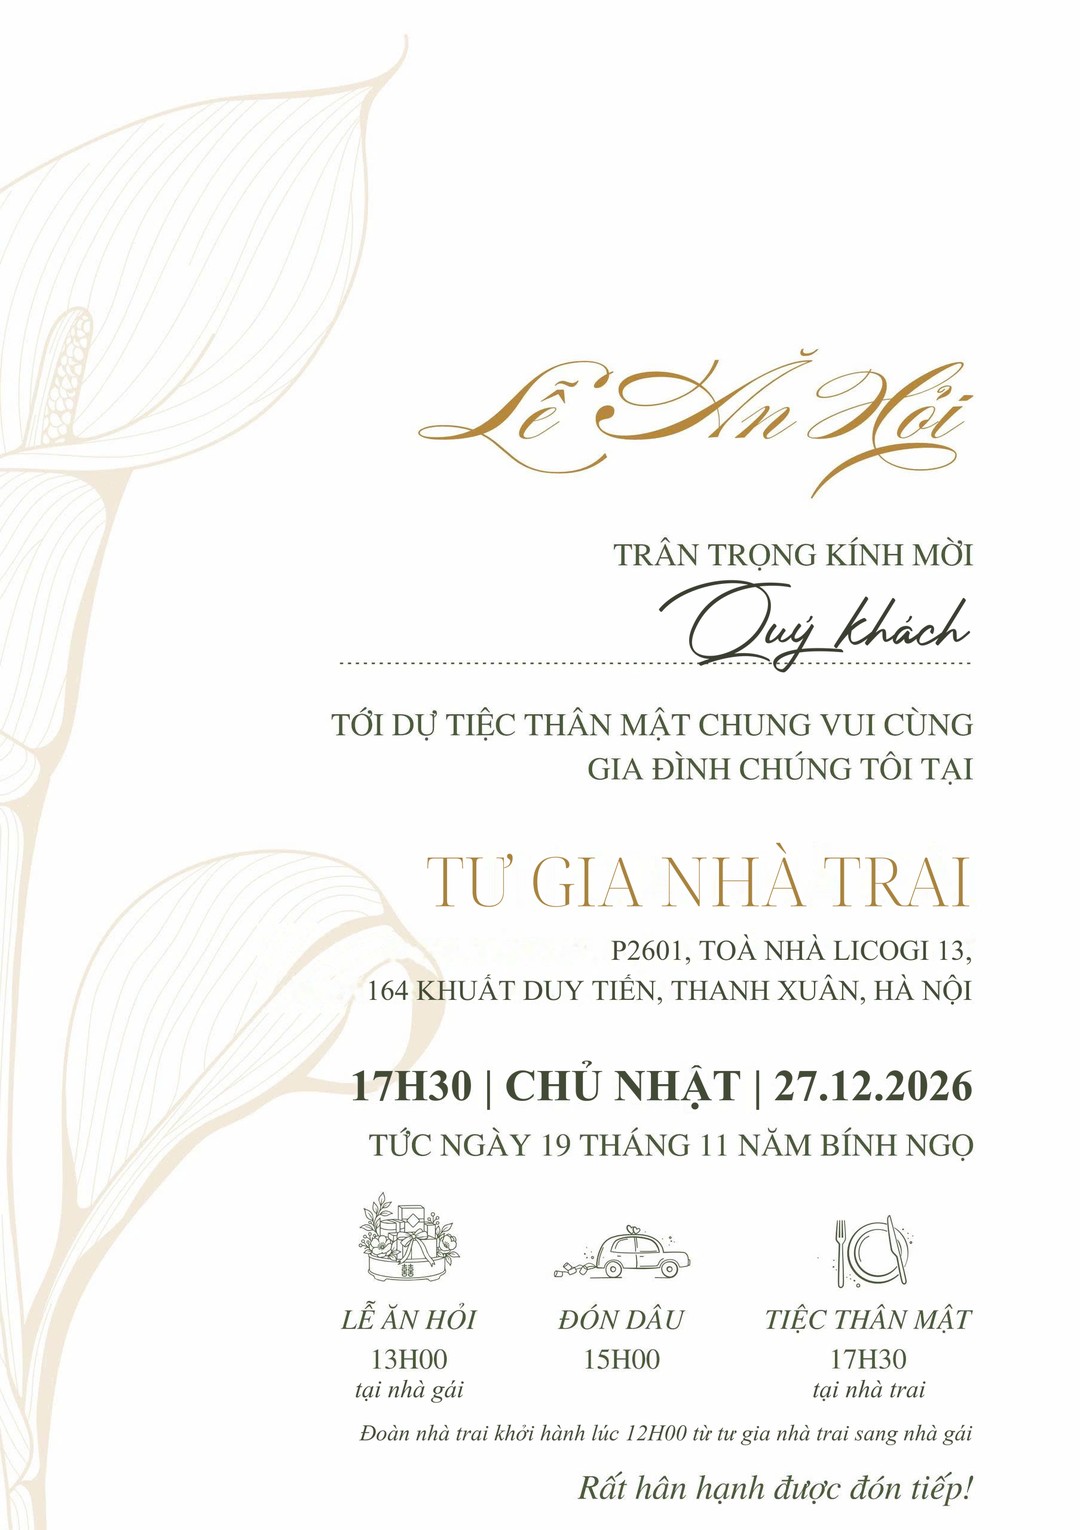 Lễ Ăn Hỏi
TRÂN TRỌNG KÍNH MỜI
Quý khách
TỚI DỰ TIỆC THÂN MẬT CHUNG VUI CÙNG
GIA ĐÌNH CHÚNG TÔI TẠI
TƯ GIA NHÀ TRAI
P2601, TOÀ NHÀ LICOGI 13,
164 KHUẤT DUY TIẾN, THANH XUÂN, HÀ NỘI
17H30 | CHỦ NHẬT | 27.12.2026
TỨC NGÀY 19 THÁNG 11 NĂM BÍNH NGỌ
囍
LỄ ĂN HỎI ĐÓN DÂU TIỆC THÂN MẬT
13H00 15H00 17H30
tại nhà gái tại nhà trai
Đoàn nhà trai khởi hành lúc 12H00 từ tư gia nhà trai sang nhà gái
Rất hân hạnh được đón tiếp!